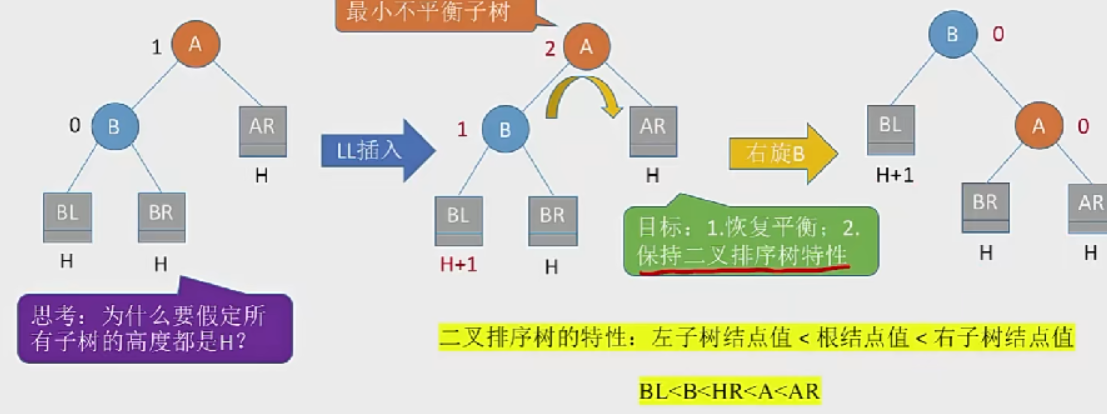 最小不平衡子树
1 A
2 A
B 0
0 B
AR
LL插入
1 B
AR
右旋B
BL
A 0
H
H
H+1
BL
BR
BL
BR
BR
AR
H
H
H+1
H
H
H
目标：1.恢复平衡；2.
保持二叉排序树特性
思考：为什么要假定所
有子树的高度都是H？
二叉排序树的特性：左子树结点值 < 根结点值 < 右子树结点值
BL<B<HR<A<AR